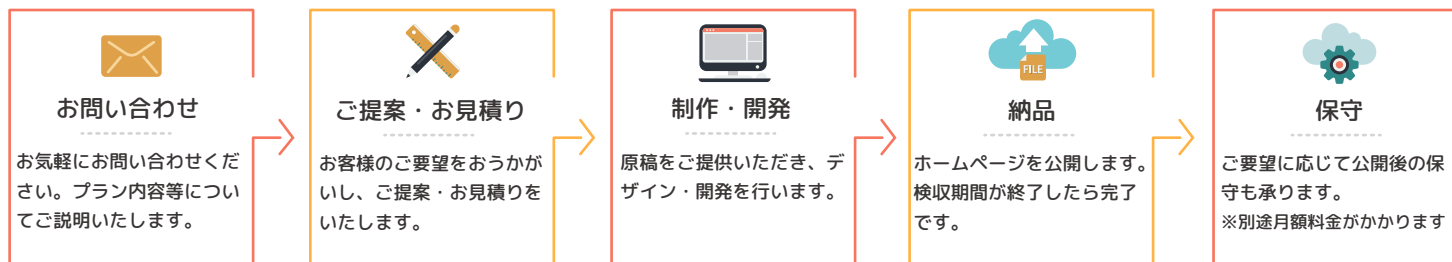 お問い合わせ
お気軽にお問い合わせくだ
さい。プラン内容等につい
てご説明いたします。
ご提案・お見積り
お客様のご要望をおうかが
いし、ご提案・お見積りを
いたします。
制作・開発
原稿をご提供いただき、デ
ザイン・開発を行います。
FILE
納品
ホームページを公開します。
検収期間が終了したら完了
です。
保守
ご要望に応じて公開後の保
守も承ります。
※別途月額料金がかかります